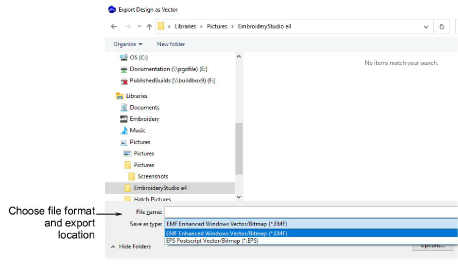 Export Design as Vector
Libraries > Pictures > EmbroideryStudio e4
Organize New folder
OS (C:)
Documentation (\\pgofile) (E:)
PublishedBuilds (\\buildbox9) (F:)
Libraries
Documents
Embroidery
Music
Pictures
Pictures
Pictures
Screenshots
EmbroideryStudio e4
Hatch Pictures
No items match your search.
Choose file format
and export
location
File name:
Save as type: EMF Enhanced Windows Vector/Bitmap (*.EMF)
EMF Enhanced Windows Vector/Bitmap (*.EMF)
EPS Postscript Vector/Bitmap (*.EPS)
Hide Folders
Options...